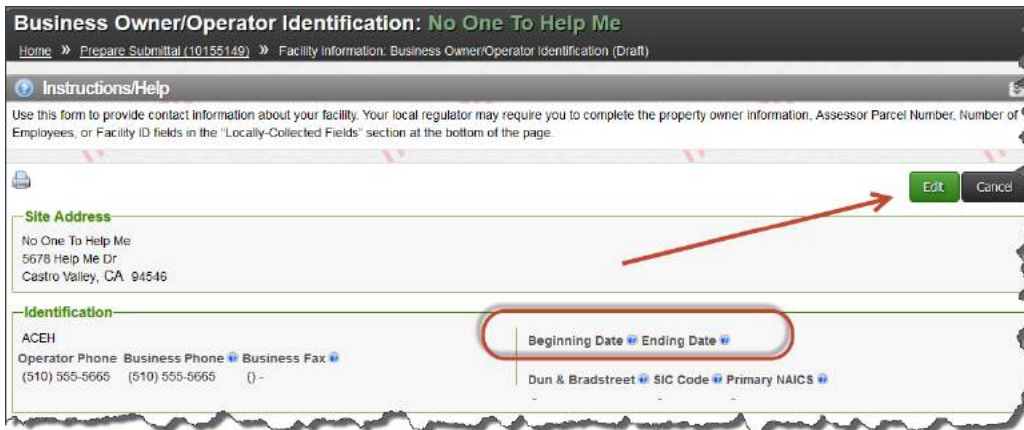 Business Owner/Operator Identification: No One To Help Me
Home » Prepare Submittal (10155149) » Facility Information: Business Owner/Operator Identification (Draft)
Instructions/Help
Use this form to provide contact information about your facility. Your local regulator may require you to complete the property owner information, Assessor Parcel Number, Number of
Employees, or Facility ID fields in the "Locally-Collected Fields" section at the bottom of the page.
Edit Cancel
Site Address
No One To Help Me
5678 Help Me Dr
Castro Valley, CA 94546
Identification
ACEH
Operator Phone Business Phone Business Fax
(510) 555-5665 (510) 555-5665 () -
Beginning Date Ending Date
Dun & Bradstreet SIC Code Primary NAICS
- - -